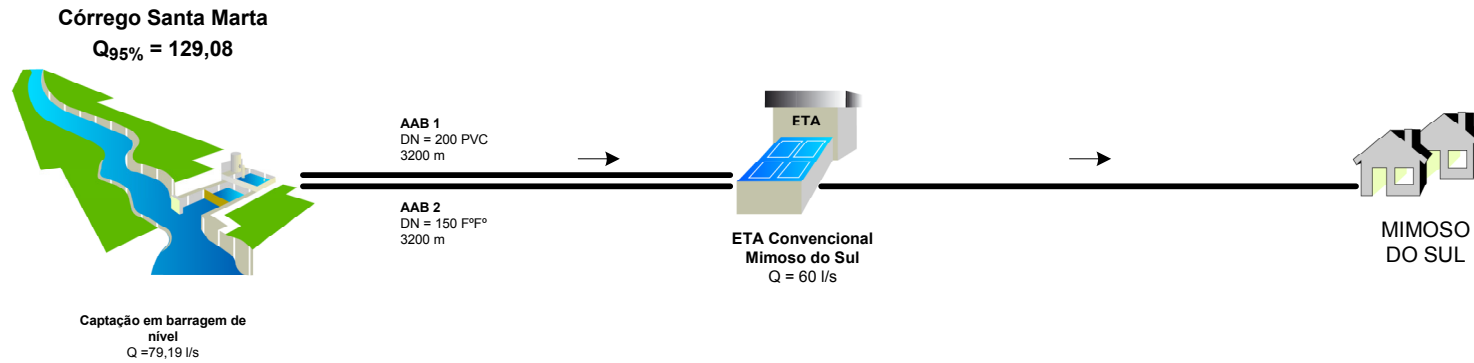 Córrego Santa Marta
Q95% = 129,08
AAB 1
DN = 200 PVC
3200 m
AAB 2
DN = 150 FºFº
3200 m
ETA
ETA Convencional
Mimoso do Sul
Q = 60 l/s
MIMOSO
DO SUL
Captação em barragem de
nível
Q =79,19 l/s